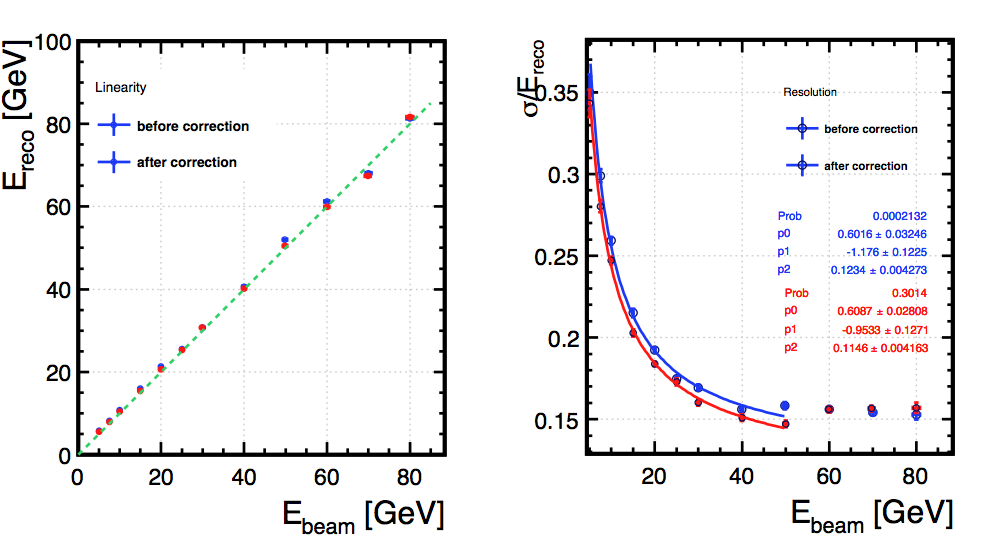 E_reco [GeV]
100
80
60
40
20
0
Linearity
before correction
after correction
0 20 40 60 80
E_beam [GeV]
σ/E_reco
0.35
0.3
0.25
0.2
0.15
Resolution
before correction
after correction
Prob 0.0002132
p0 0.6016 ± 0.03246
p1 -1.176 ± 0.1225
p2 0.1234 ± 0.004273
Prob 0.3014
p0 0.6087 ± 0.02808
p1 -0.9533 ± 0.1271
p2 0.1146 ± 0.004163
20 40 60 80
E_beam [GeV]